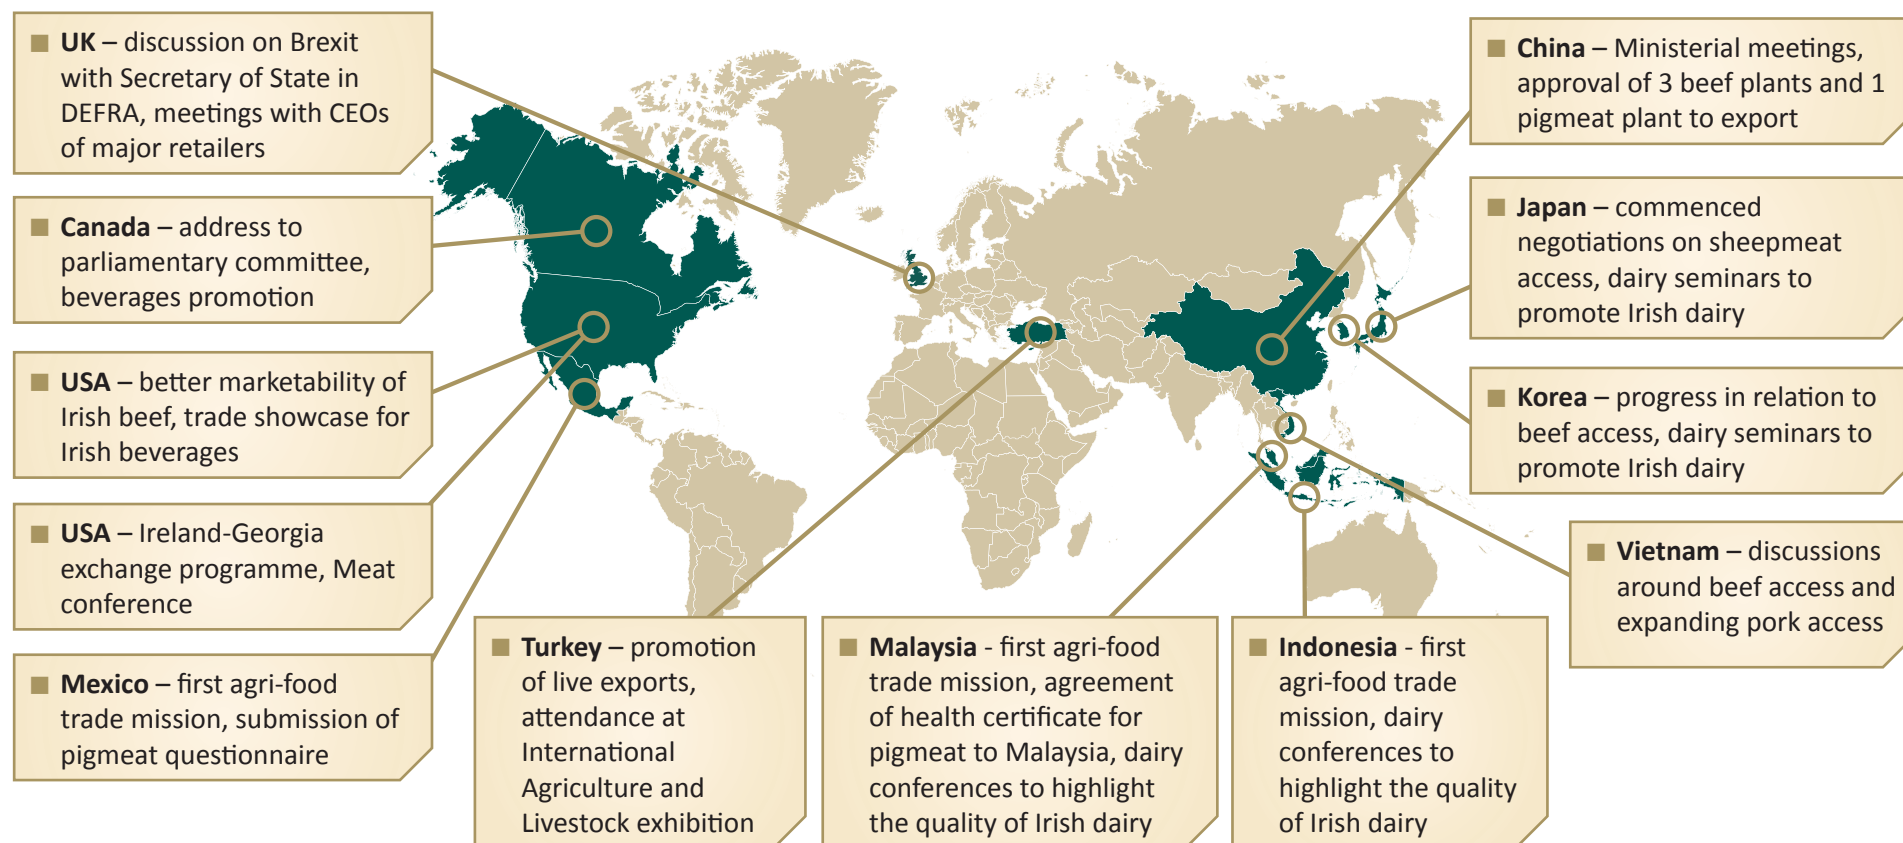 ■ UK – discussion on Brexit
with Secretary of State in
DEFRA, meetings with CEOs
of major retailers
■ Canada – address to
parliamentary committee,
beverages promotion
■ USA – better marketability of
Irish beef, trade showcase for
Irish beverages
■ USA – Ireland-Georgia
exchange programme, Meat
conference
■ Mexico – first agri-food
trade mission, submission of
pigmeat questionnaire
■ Turkey – promotion
of live exports,
attendance at
International
Agriculture and
Livestock exhibition
■ Malaysia - first agri-food
trade mission, agreement
of health certificate for
pigmeat to Malaysia, dairy
conferences to highlight
the quality of Irish dairy
■ Indonesia - first
agri-food trade
mission, dairy
conferences to
highlight the quality
of Irish dairy
■ China – Ministerial meetings,
approval of 3 beef plants and 1
pigmeat plant to export
■ Japan – commenced
negotiations on sheepmeat
access, dairy seminars to
promote Irish dairy
■ Korea – progress in relation to
beef access, dairy seminars to
promote Irish dairy
■ Vietnam – discussions
around beef access and
expanding pork access